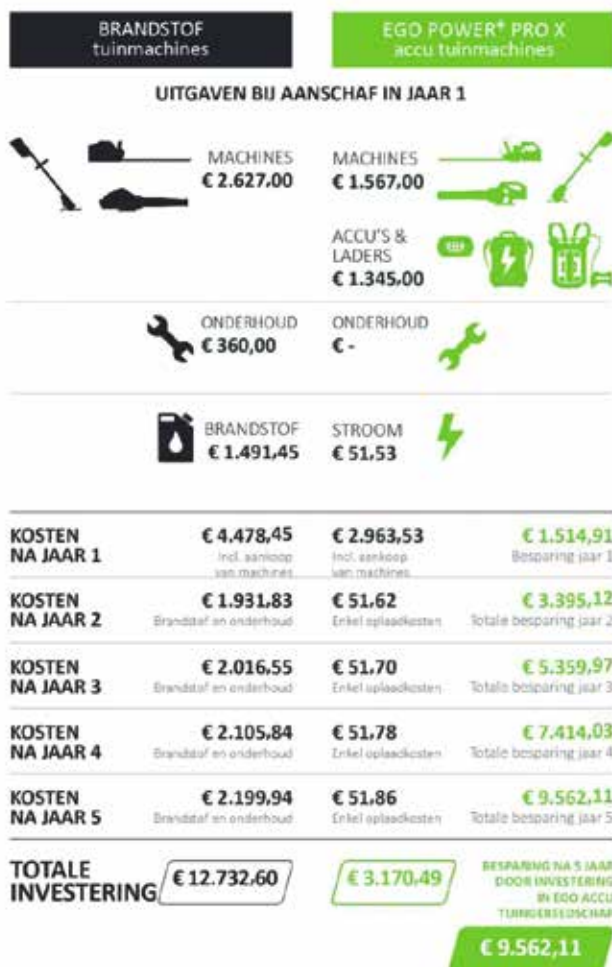 BRANDSTOF
tuinmachines
EGO POWER+ PRO X
accu tuinmachines
UITGAVEN BIJ AANSCHAF IN JAAR 1
MACHINES
€ 2.627,00
MACHINES
€ 1.567,00
ACCU'S &
LADERS
€ 1.345,00
ONDERHOUD
€ 360,00
ONDERHOUD
€ -
BRANDSTOF
€ 1.491,45
STROOM
€ 51,53
KOSTEN
NA JAAR 1
€ 4.478,45
Incl. aankoop
van machines
€ 2.963,53
Incl. aankoop
van machines
€ 1.514,91
Besparing jaar 1
KOSTEN
NA JAAR 2
€ 1.931,83
Brandstof en onderhoud
€ 51,62
Enkel oplaadkosten
€ 3.395,12
Totale besparing jaar 2
KOSTEN
NA JAAR 3
€ 2.016,55
Brandstof en onderhoud
€ 51,70
Enkel oplaadkosten
€ 5.359,97
Totale besparing jaar 3
KOSTEN
NA JAAR 4
€ 2.105,84
Brandstof en onderhoud
€ 51,78
Enkel oplaadkosten
€ 7.414,03
Totale besparing jaar 4
KOSTEN
NA JAAR 5
€ 2.199,94
Brandstof en onderhoud
€ 51,86
Enkel oplaadkosten
€ 9.562,11
Totale besparing jaar 5
TOTALE
INVESTERING
€ 12.732,60
€ 3.170,49
BESPARING NA 5 JAAR
DOOR INVESTERING
IN EGO ACCU
TUINGEREEDSCHAP
€ 9.562,11